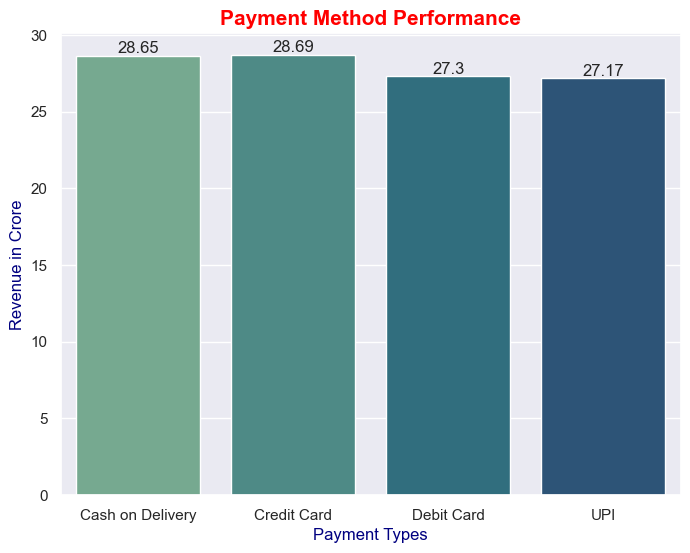 Payment Method Performance
30
25
20
15
10
5
0
28.65
28.69
27.3
27.17
Revenue in Crore
Cash on Delivery
Credit Card
Debit Card
UPI
Payment Types